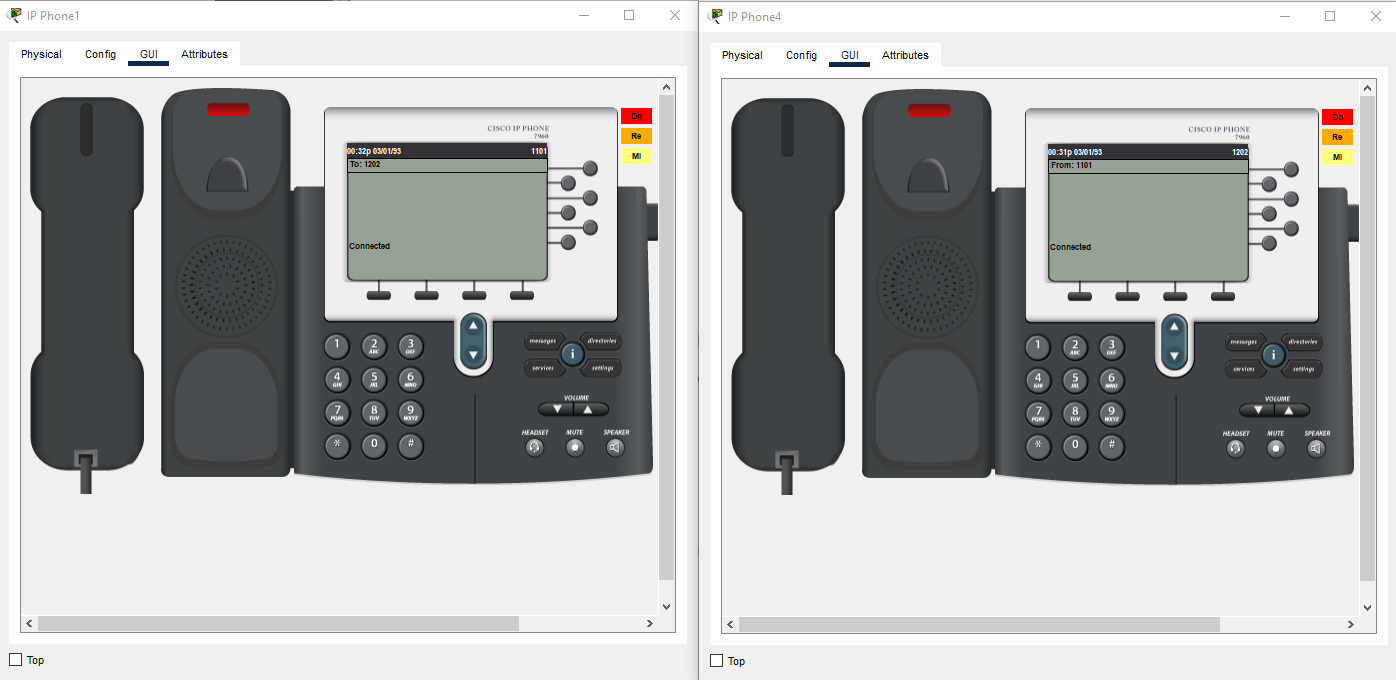 IP Phone1
Physical Config GUI Attributes
CISCO IP PHONE
7960
00:32p 03/01/93 1101
To: 1202
Connected
Do
Re
Mi
1 2 3
ABC DEF
4 5 6
GHI JKL MNO
7 8 9
PQRS TUV WXYZ
* 0 #
messages directories
i
services settings
VOLUME
HEADSET MUTE SPEAKER
Top
IP Phone4
Physical Config GUI Attributes
CISCO IP PHONE
7960
00:31p 03/01/93 1202
From: 1101
Connected
Do
Re
Mi
1 2 3
ABC DEF
4 5 6
GHI JKL MNO
7 8 9
PQRS TUV WXYZ
* 0 #
messages directories
i
services settings
VOLUME
HEADSET MUTE SPEAKER
Top